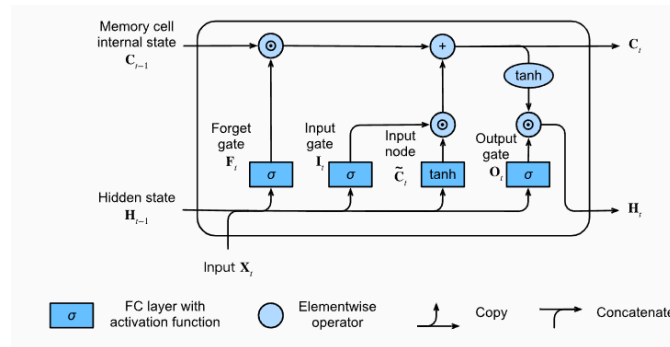 Memory cell
internal state
C_{t−1}
C_t
+
tanh
Forget
gate
F_t
Input
gate
I_t
Input
node
C̃_t
Output
gate
O_t
σ
σ
tanh
σ
Hidden state
H_{t−1}
H_t
Input X_t
σ
FC layer with
activation function
Elementwise
operator
Copy
Concatenate